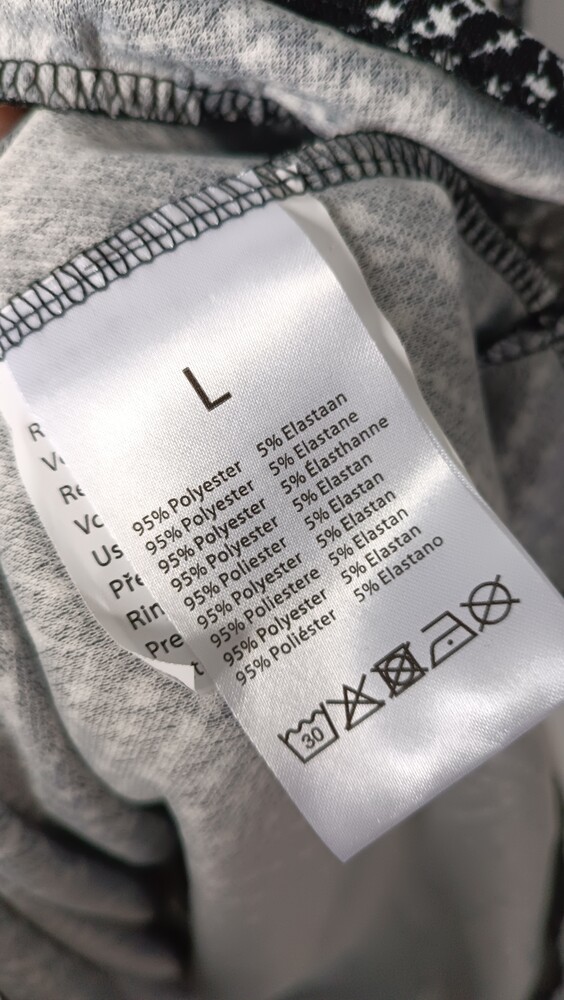 L
95% Polyester 5% Elastaan
95% Polyester 5% Elastane
95% Polyester 5% Élasthanne
95% Polyester 5% Elastan
95% Poliester 5% Elastan
95% Polyester 5% Elastan
95% Poliestere 5% Elastan
95% Polyester 5% Elastan
95% Poliéster 5% Elastano
30